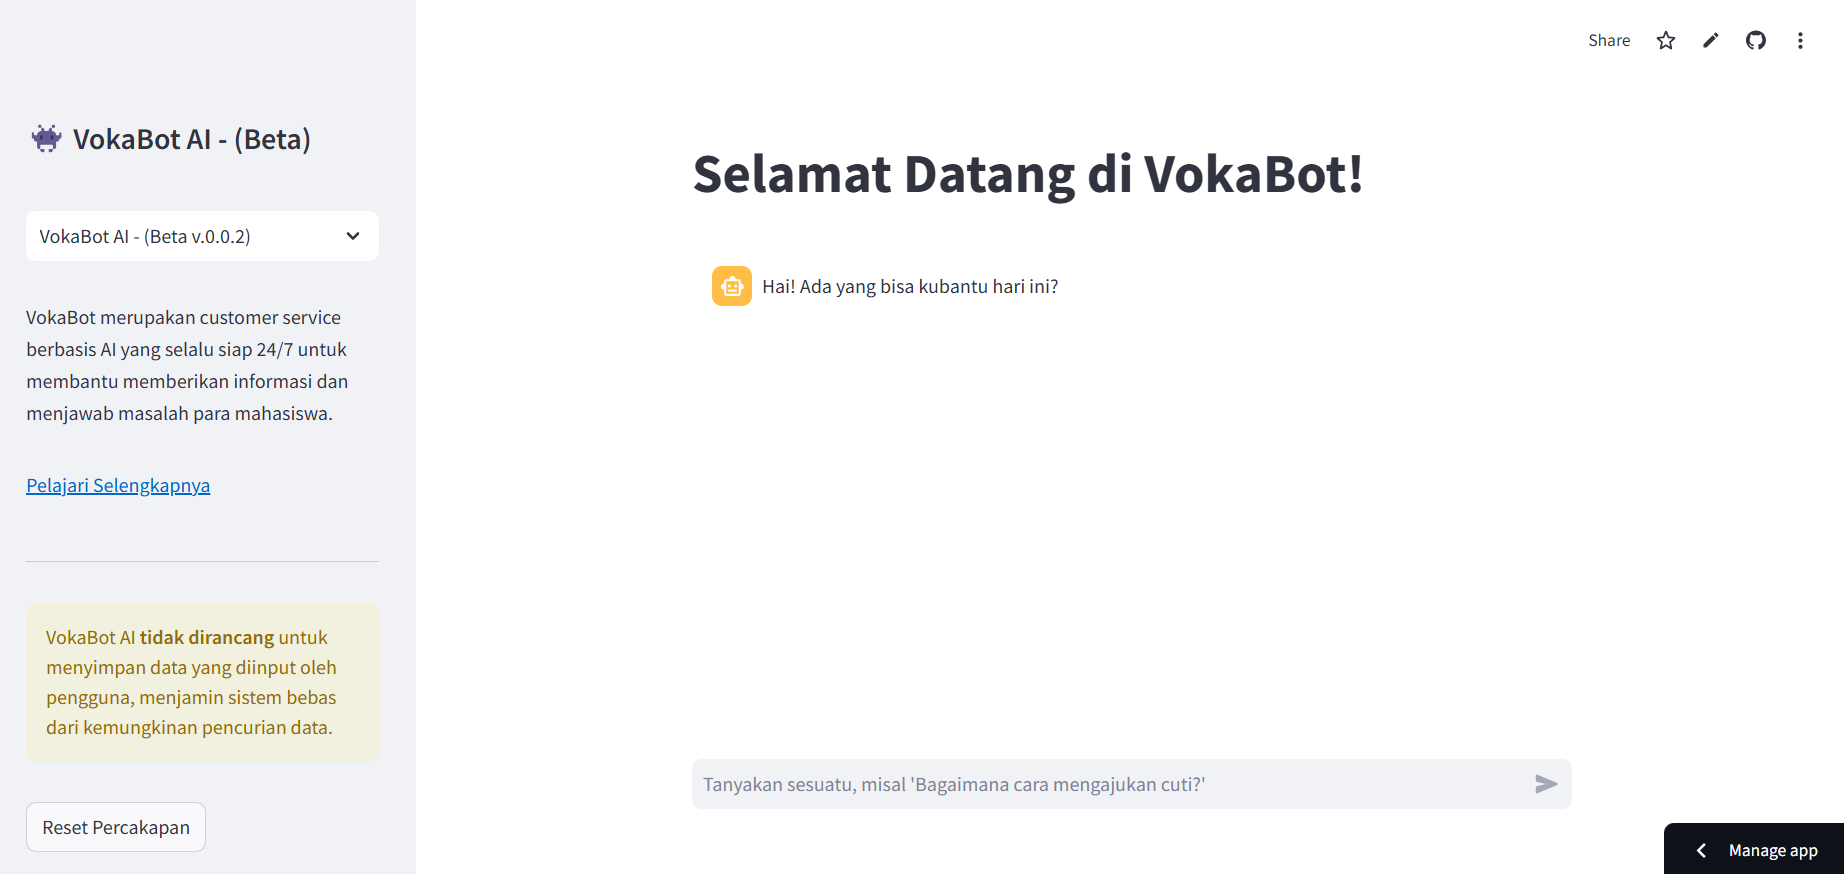 Share
VokaBot AI - (Beta)
VokaBot AI - (Beta v.0.0.2)
VokaBot merupakan customer service
berbasis AI yang selalu siap 24/7 untuk
membantu memberikan informasi dan
menjawab masalah para mahasiswa.
Pelajari Selengkapnya
VokaBot AI tidak dirancang untuk
menyimpan data yang diinput oleh
pengguna, menjamin sistem bebas
dari kemungkinan pencurian data.
Reset Percakapan
Selamat Datang di VokaBot!
Hai! Ada yang bisa kubantu hari ini?
Tanyakan sesuatu, misal 'Bagaimana cara mengajukan cuti?'
Manage app